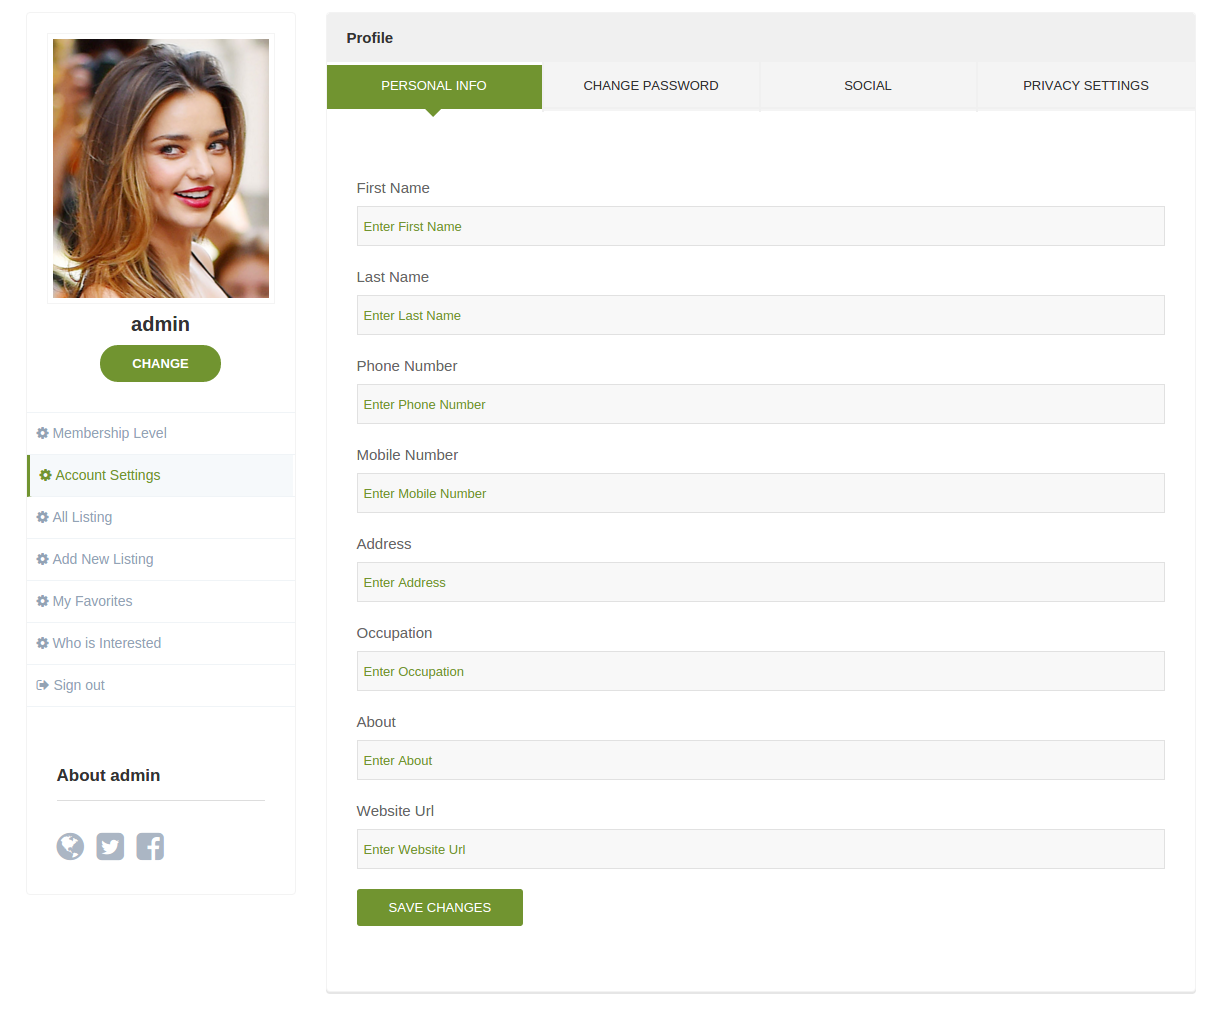 admin
CHANGE
Membership Level
Account Settings
All Listing
Add New Listing
My Favorites
Who is Interested
Sign out
About admin
Profile
PERSONAL INFO CHANGE PASSWORD SOCIAL PRIVACY SETTINGS
First Name
Enter First Name
Last Name
Enter Last Name
Phone Number
Enter Phone Number
Mobile Number
Enter Mobile Number
Address
Enter Address
Occupation
Enter Occupation
About
Enter About
Website Url
Enter Website Url
SAVE CHANGES